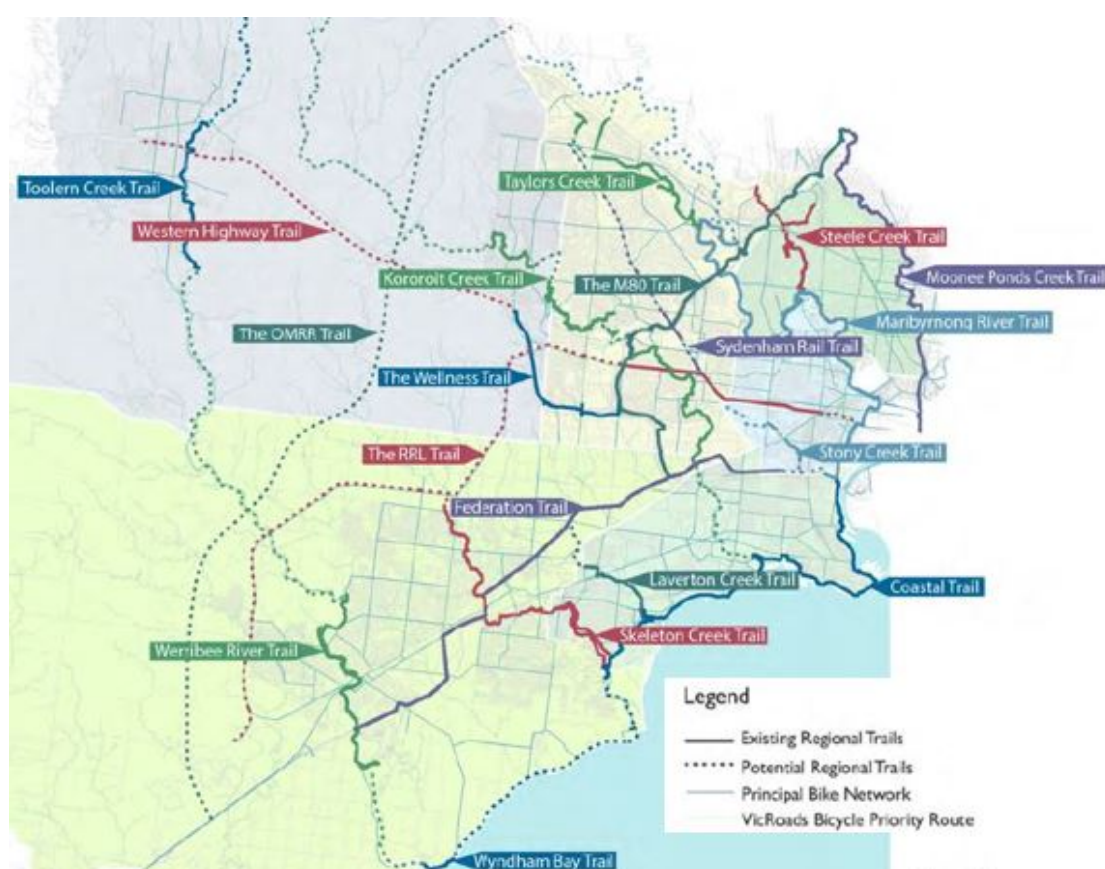 Toolern Creek Trail
Western Highway Trail
Taylors Creek Trail
Steele Creek Trail
Kororoit Creek Trail
The M80 Trail
Moonee Ponds Creek Trail
The OMRR Trail
Maribyrnong River Trail
Sydenham Rail Trail
The Wellness Trail
The RRL Trail
Stony Creek Trail
Federation Trail
Laverton Creek Trail
Coastal Trail
Skeleton Creek Trail
Werribee River Trail
Legend
Existing Regional Trails
Potential Regional Trails
Principal Bike Network
VicRoads Bicycle Priority Route
Wyndham Bay Trail